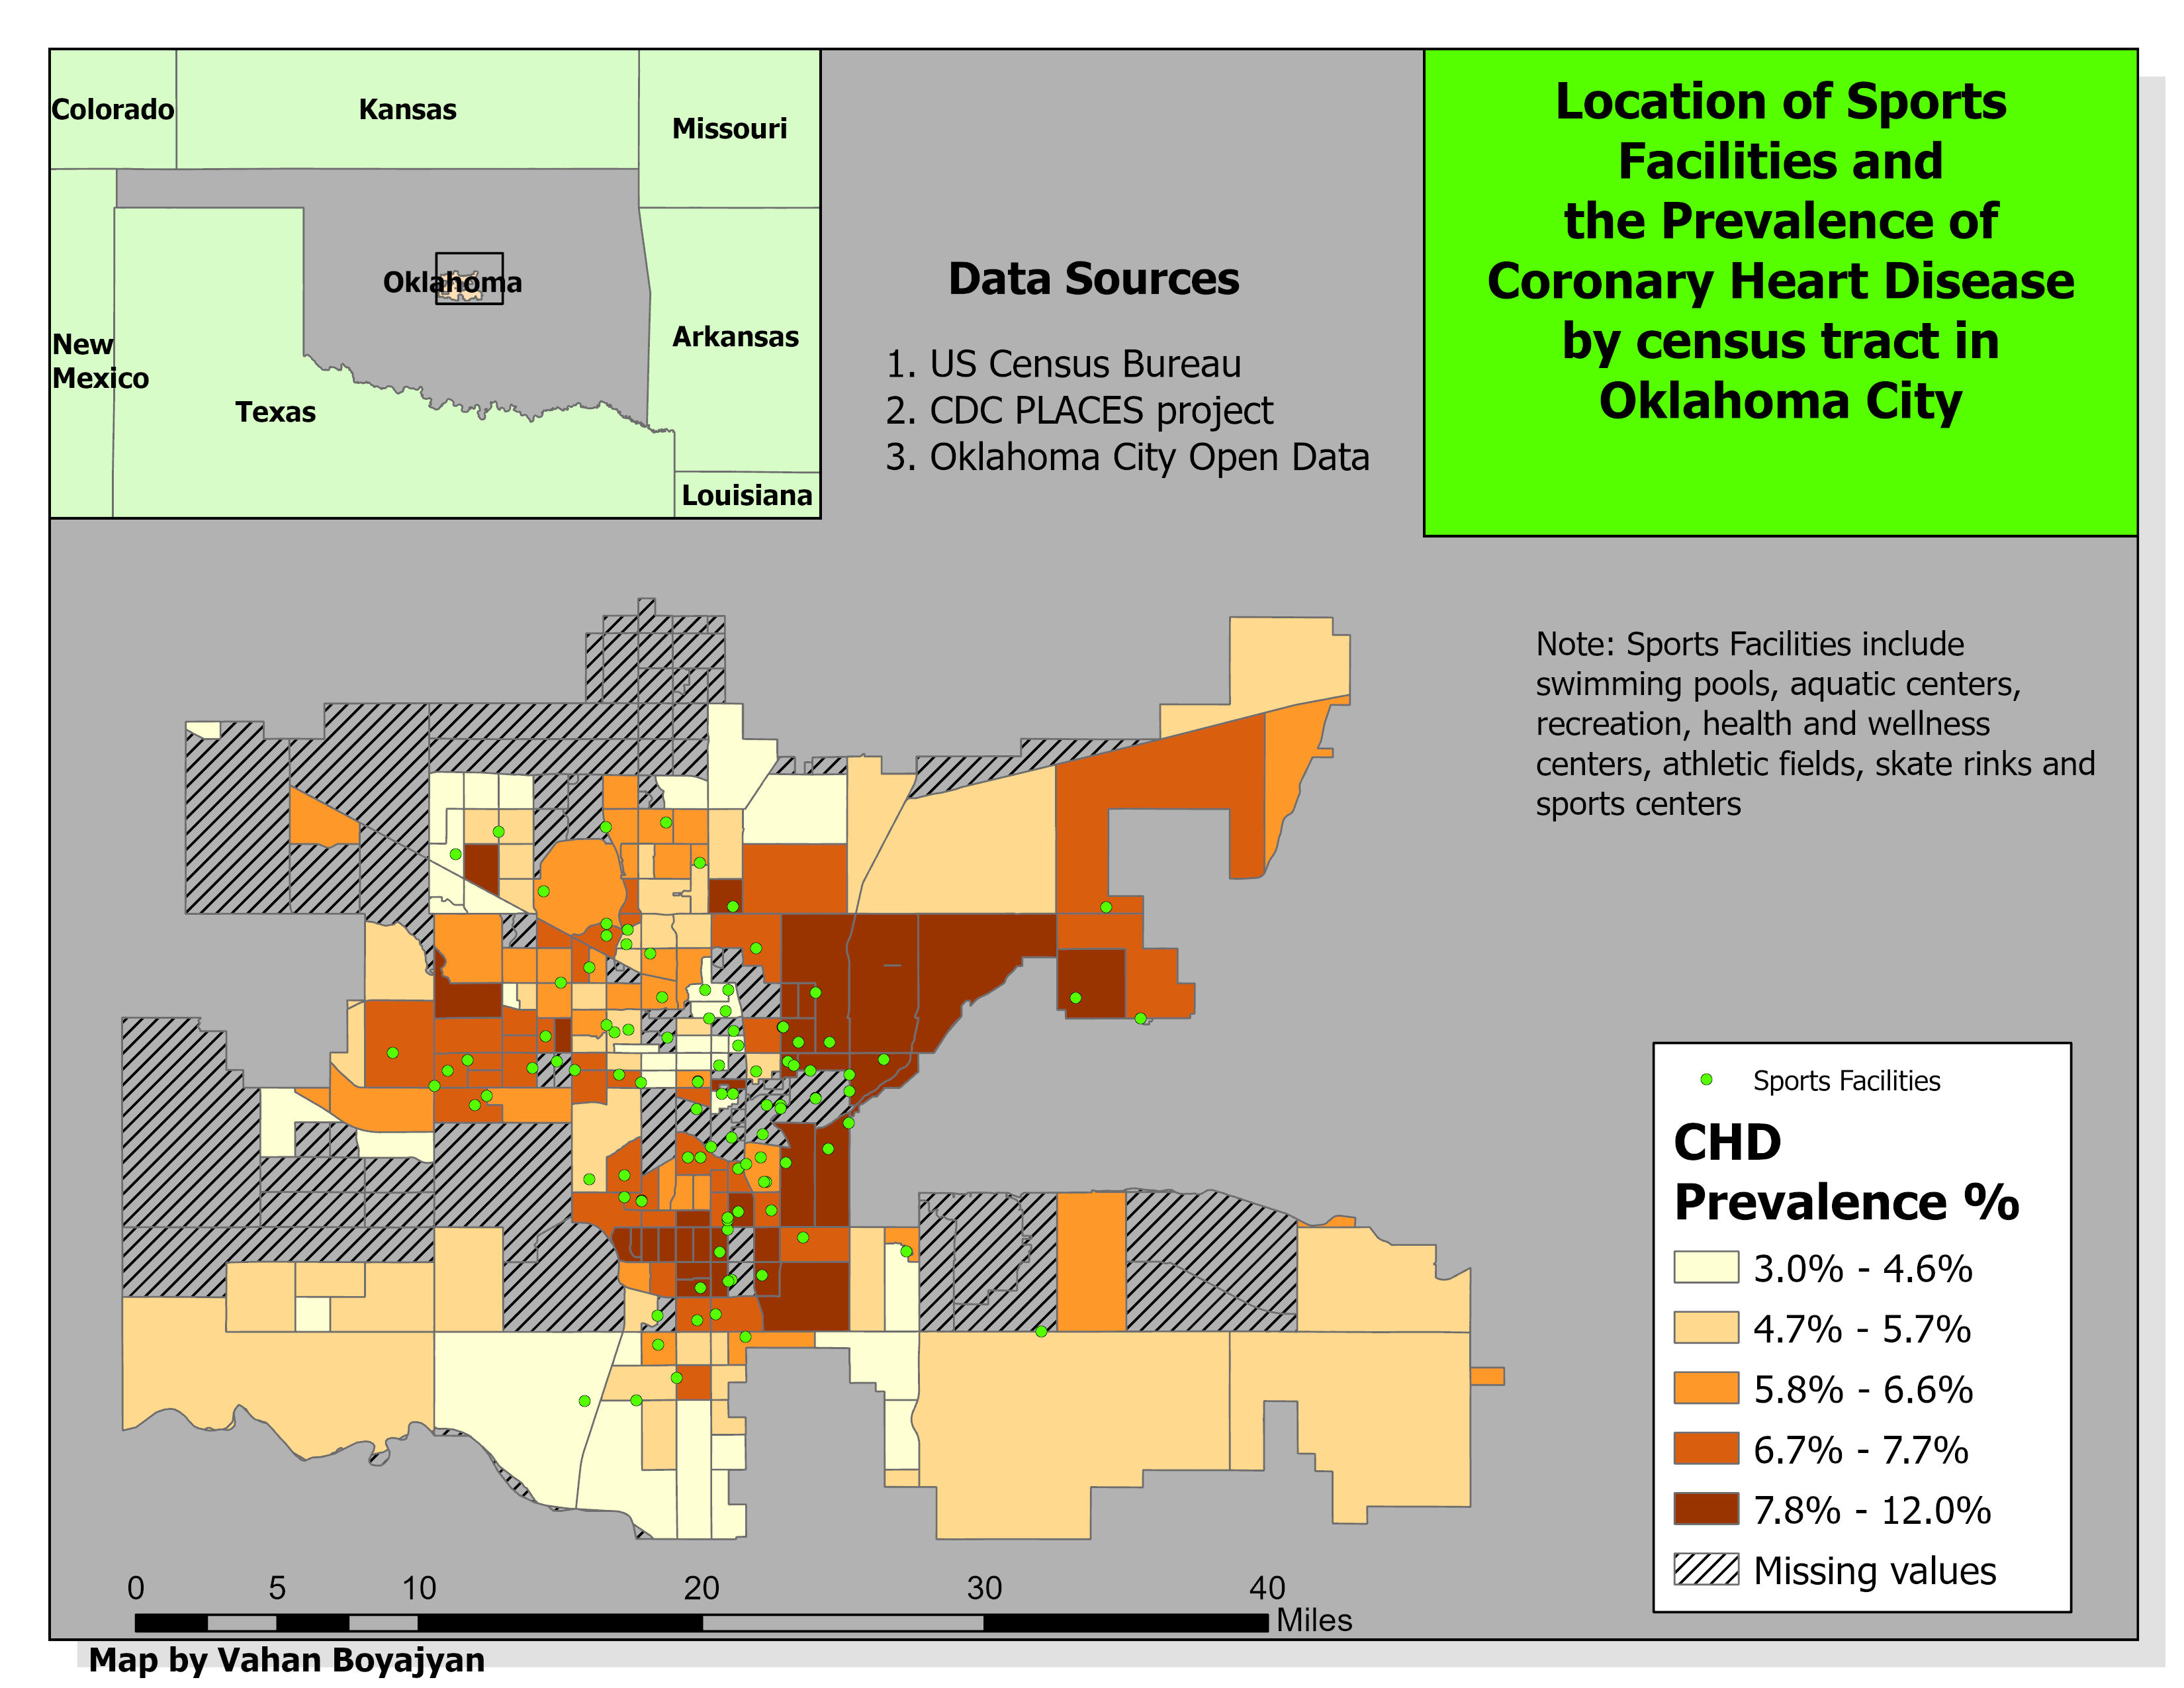 Colorado
Kansas
Missouri
Oklahoma
New
Mexico
Texas
Arkansas
Louisiana
Data Sources
1. US Census Bureau
2. CDC PLACES project
3. Oklahoma City Open Data
Location of Sports
Facilities and
the Prevalence of
Coronary Heart Disease
by census tract in
Oklahoma City
Note: Sports Facilities include
swimming pools, aquatic centers,
recreation, health and wellness
centers, athletic fields, skate rinks and
sports centers
Sports Facilities
CHD
Prevalence %
3.0% - 4.6%
4.7% - 5.7%
5.8% - 6.6%
6.7% - 7.7%
7.8% - 12.0%
Missing values
0 5 10 20 30 40
Miles
Map by Vahan Boyajyan